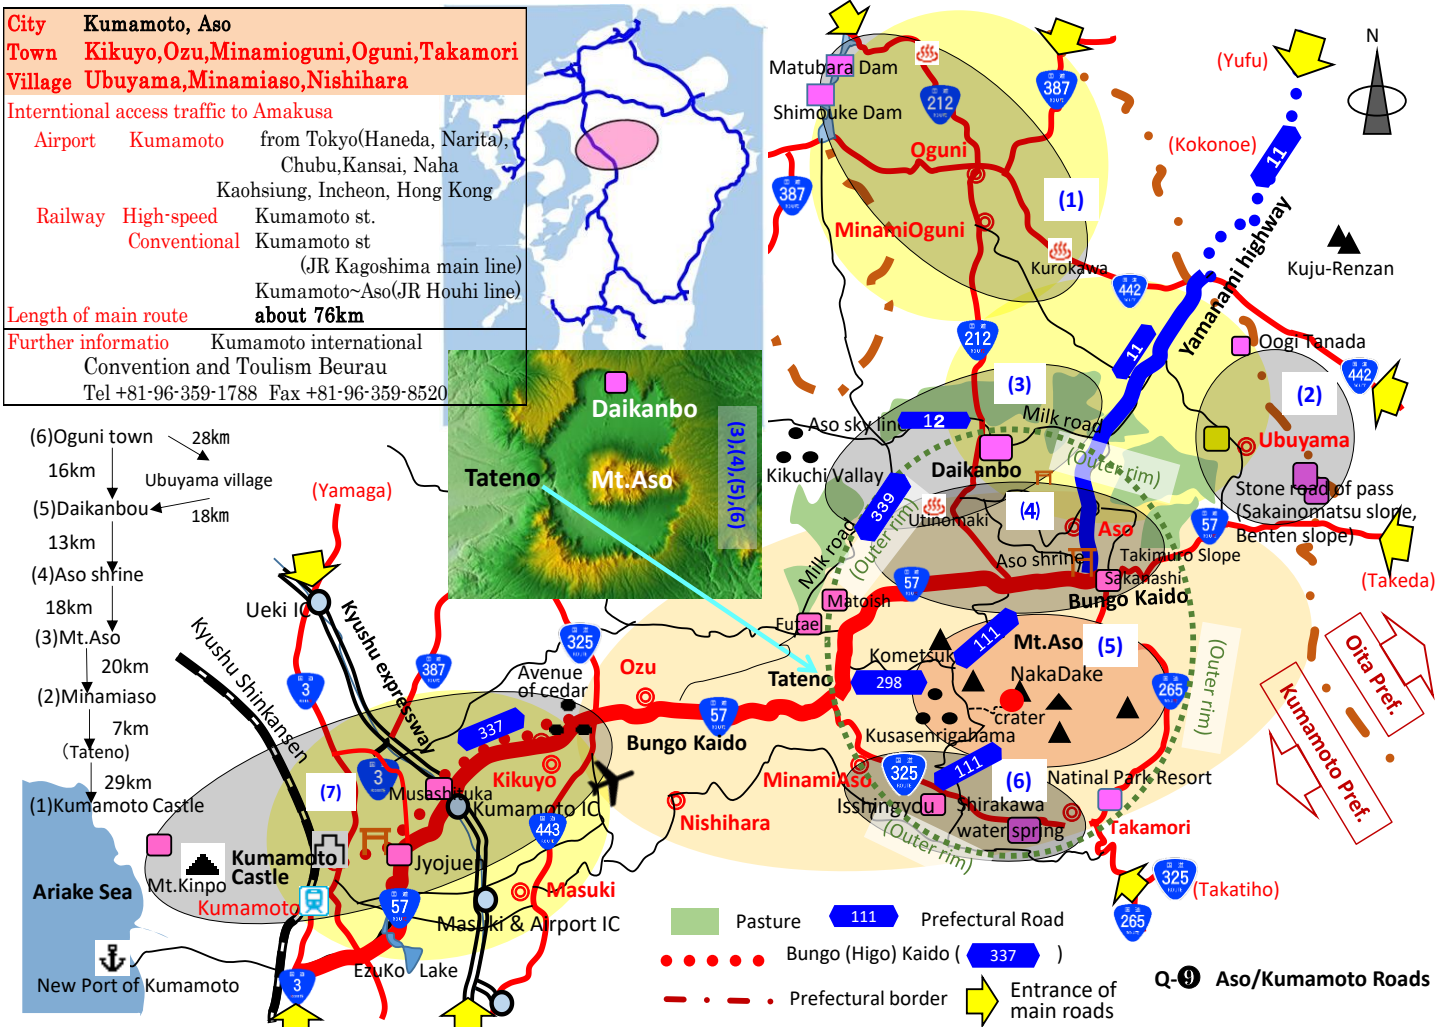 City Kumamoto, Aso
Town Kikuyo,Ozu,Minamioguni,Oguni,Takamori
Village Ubuyama,Minamiaso,Nishihara
Interntional access traffic to Amakusa
Airport Kumamoto from Tokyo(Haneda, Narita),
Chubu,Kansai, Naha
Kaohsiung, Incheon, Hong Kong
Railway High-speed Kumamoto st.
Conventional Kumamoto st
(JR Kagoshima main line)
Kumamoto~Aso(JR Houhi line)
Length of main route about 76km
Further informatio Kumamoto international
Convention and Toulism Beurau
Tel +81-96-359-1788 Fax +81-96-359-8520
(6)Oguni town
28km
16km
Ubuyama village
(5)Daikanbou
18km
13km
(4)Aso shrine
18km
(3)Mt.Aso
20km
(2)Minamiaso
7km
(Tateno)
29km
(1)Kumamoto Castle
Daikanbo
Tateno
Mt.Aso
(3),(4),(5),(6)
Matubara Dam
Shimouke Dam
212
387
Oguni
387
(1)
MinamiOguni
Kurokawa
442
(Yufu)
(Kokonoe)
11
N
Yamanami highway
Kuju-Renzan
212
11
Oogi Tanada
442
(2)
Ubuyama
Stone road of pass
(Sakainomatsu slone,
Benten slope)
57
(Takeda)
(3)
Milk road
Aso sky line
12
Kikuchi Vallay
Daikanbo
(Outer rim)
339
Utinomaki
(4)
Aso
(Outer rim)
Milk road
Aso shrine
Takimuro Slope
57
Sakanashi
Bungo Kaido
Matoish
Futae
111
Mt.Aso
(5)
Kometsuk
NakaDake
Tateno
298
crater
265
(Outer rim)
Kusasenrigahama
Oita Pref.
Kumamoto Pref.
MinamiAso
325
111
(6)
Natinal Park Resort
Isshingyou
Shirakawa
water spring
(Outer rim)
Takamori
325
(Takatiho)
265
(Yamaga)
Ueki IC
Kyushu expressway
Kyushu Shinkansen
3
387
325
Avenue
of cedar
Ozu
57
Bungo Kaido
337
Kikuyo
3
(7)
Musashituka
Kumamoto IC
443
Nishihara
Kumamoto
Castle
Jyojuen
Mt.Kinpo
Kumamoto
Ariake Sea
57
Masuki
Masuki & Airport IC
EzuKo Lake
New Port of Kumamoto
3
Pasture
111
Prefectural Road
Bungo (Higo) Kaido ( 337 )
Prefectural border
Entrance of
main roads
Q-❾ Aso/Kumamoto Roads